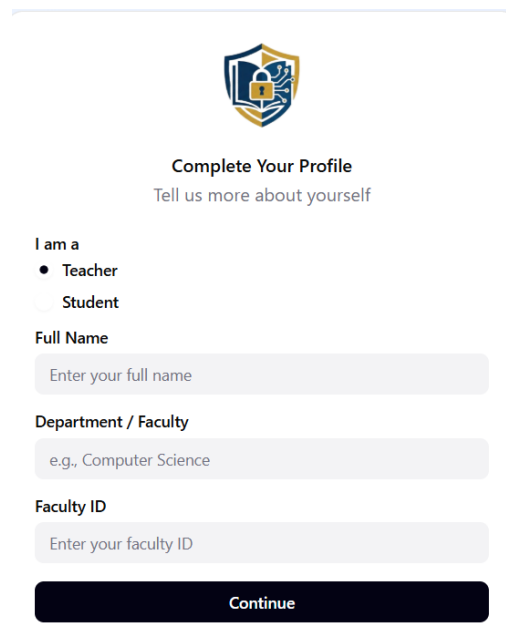 Complete Your Profile
Tell us more about yourself
I am a
Teacher
Student
Full Name
Enter your full name
Department / Faculty
e.g., Computer Science
Faculty ID
Enter your faculty ID
Continue